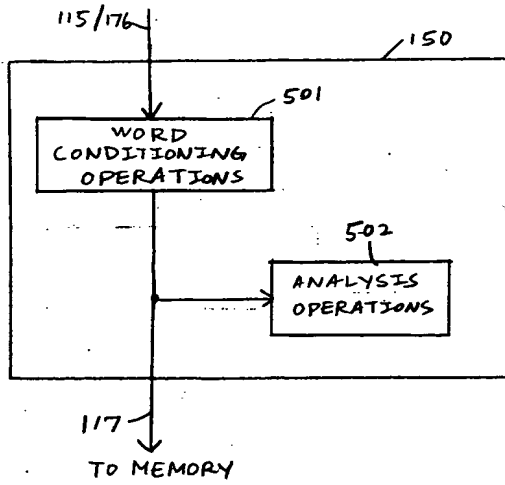 115/176
150
501
WORD
CONDITIONING
OPERATIONS
502
ANALYSIS
OPERATIONS
117
TO MEMORY